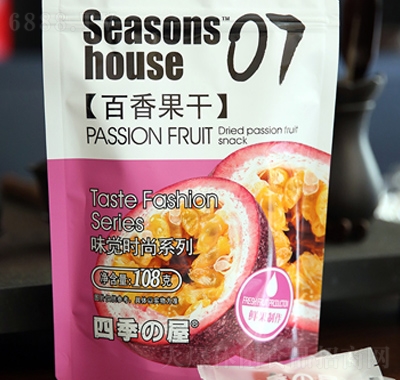 Seasons™ 07
house
【百香果干】
PASSION FRUIT Dried passion fruit
snack
Taste Fashion
Series
味觉时尚系列
净含量:108克
四季の屋®
FRESH FRUIT PRODUCTION
鲜果制作